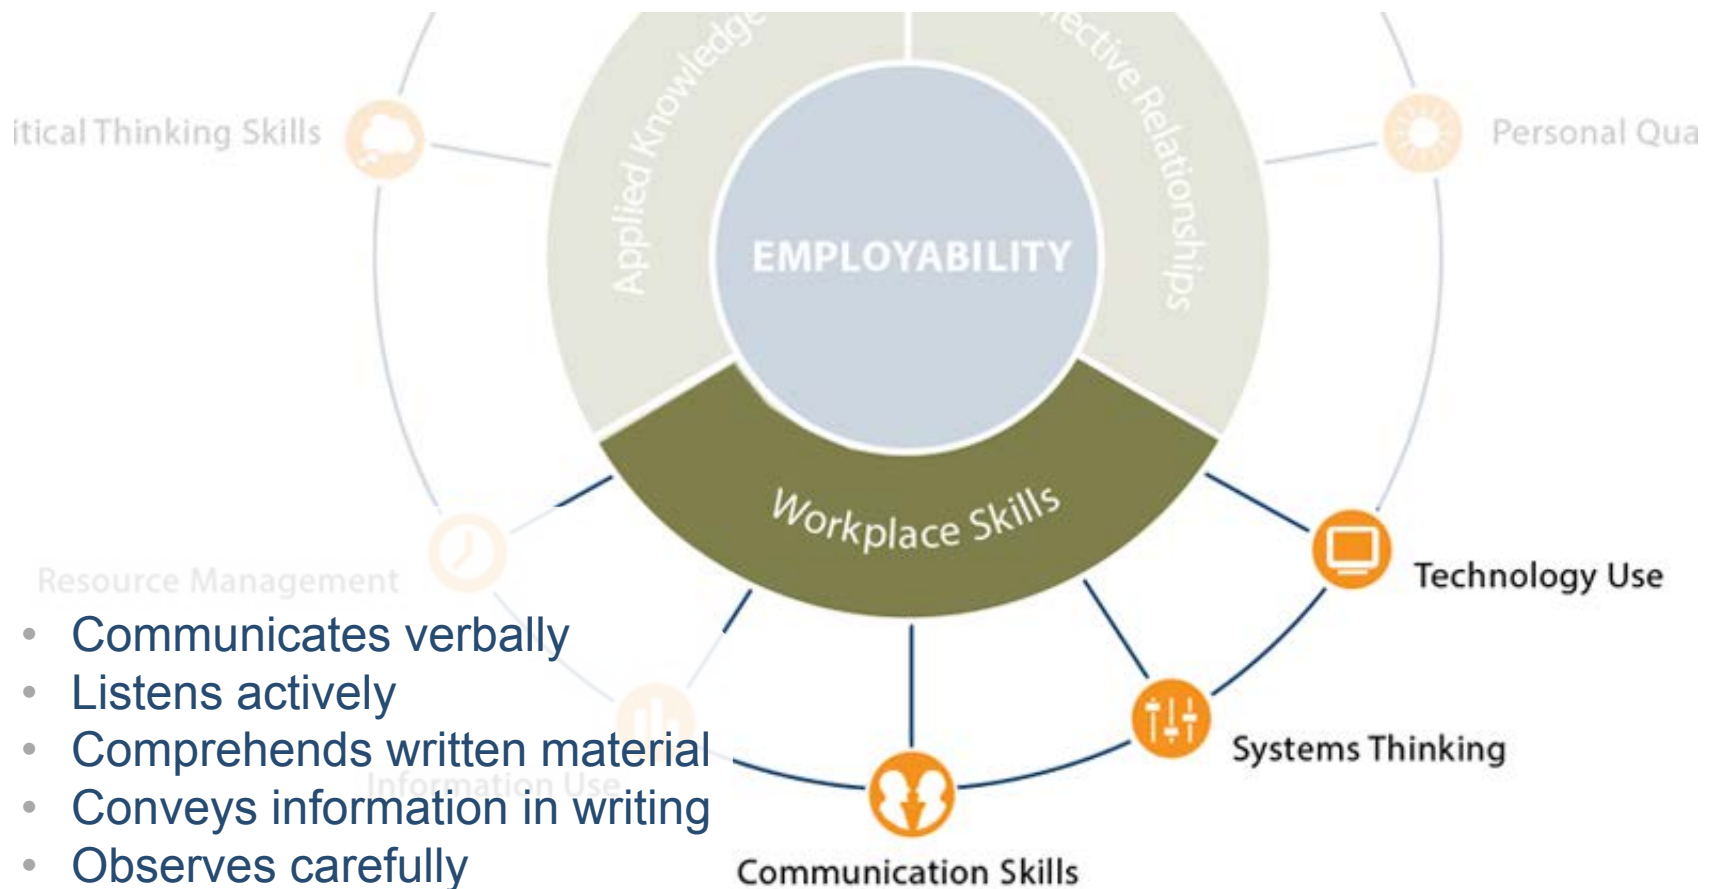 Applied Knowledge
ective Relationships
itical Thinking Skills
Personal Qua
EMPLOYABILITY
Workplace Skills
Technology Use
Resource Management
Systems Thinking
Information Use
Communication Skills
• Communicates verbally
• Listens actively
• Comprehends written material
• Conveys information in writing
• Observes carefully